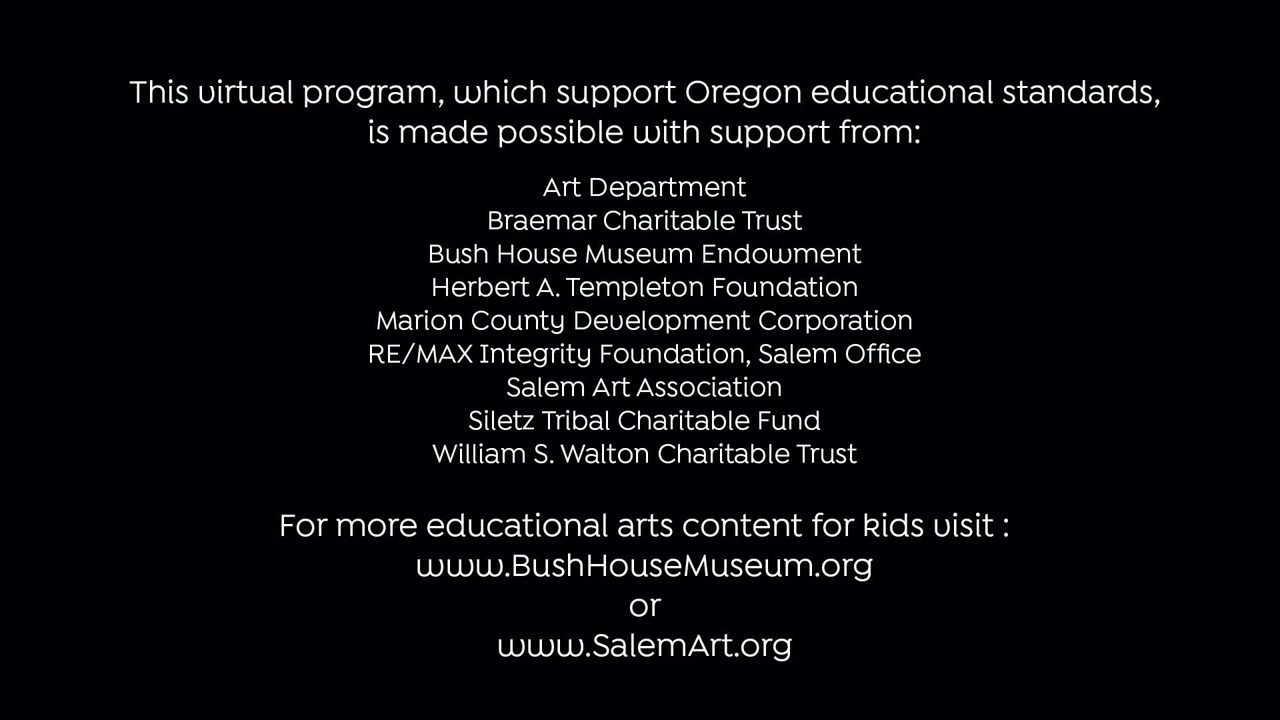 This virtual program, which support Oregon educational standards,
is made possible with support from:
Art Department
Braemar Charitable Trust
Bush House Museum Endowment
Herbert A. Templeton Foundation
Marion County Development Corporation
RE/MAX Integrity Foundation, Salem Office
Salem Art Association
Siletz Tribal Charitable Fund
William S. Walton Charitable Trust
For more educational arts content for kids visit :
www.BushHouseMuseum.org
or
www.SalemArt.org